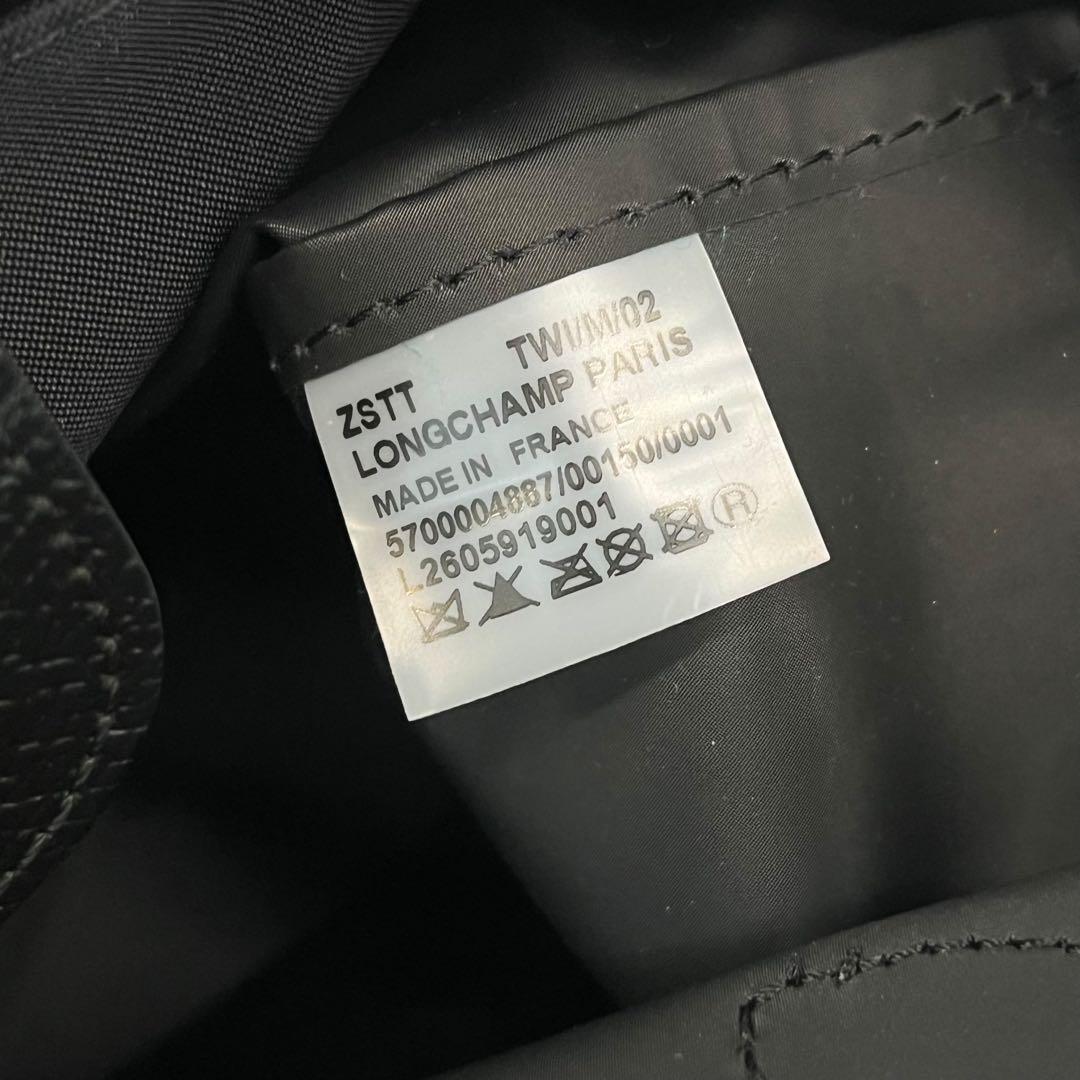 ZSTT TWI/M/02
LONGCHAMP PARIS
MADE IN FRANCE
5700004887/00150/0001
L2605919001
®